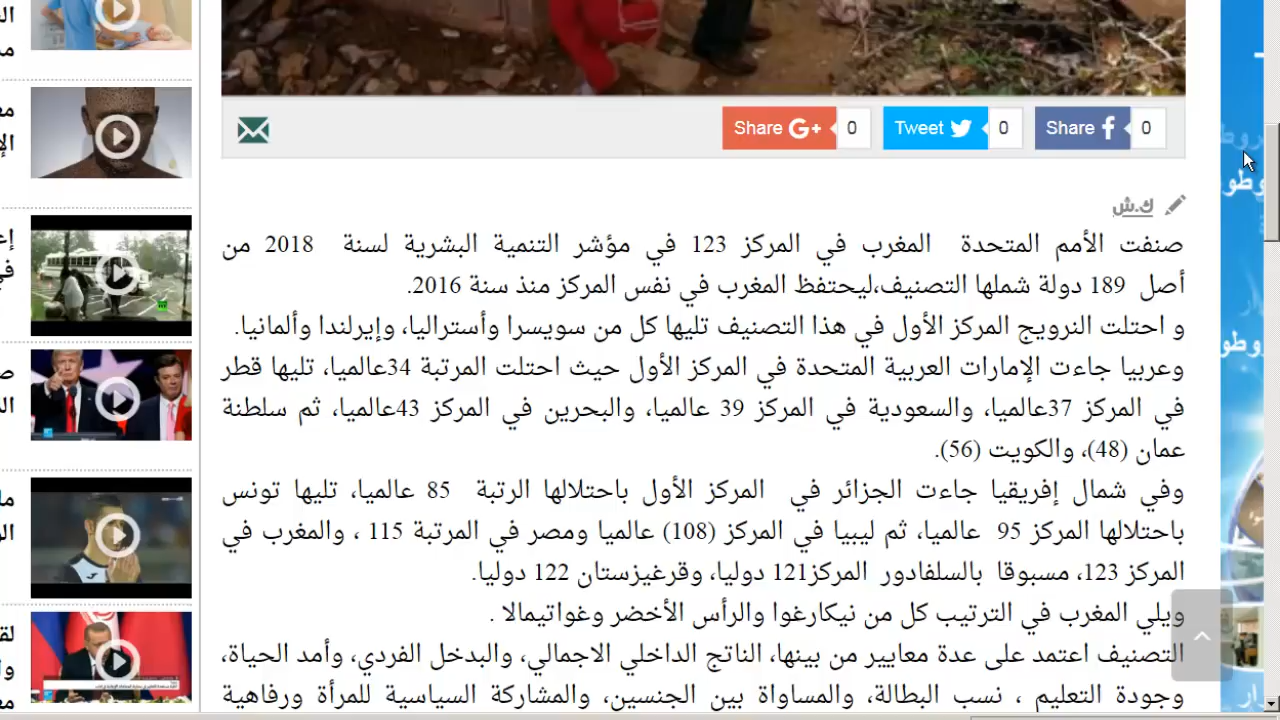 Share G+ 0
Tweet 0
Share f 0
ك.ش
صنفت الأمم المتحدة المغرب في المركز 123 في مؤشر التنمية البشرية لسنة 2018 من
أصل 189 دولة شملها التصنيف،ليحتفظ المغرب في نفس المركز منذ سنة 2016.
و احتلت النرويج المركز الأول في هذا التصنيف تليها كل من سويسرا وأستراليا، وإيرلندا وألمانيا.
وعربيا جاءت الإمارات العربية المتحدة في المركز الأول حيث احتلت المرتبة 34عالميا، تليها قطر
في المركز 37عالميا، والسعودية في المركز 39 عالميا، والبحرين في المركز 43عالميا، ثم سلطنة
عمان (48)، والكويت (56).
وفي شمال إفريقيا جاءت الجزائر في المركز الأول باحتلالها الرتبة 85 عالميا، تليها تونس
باحتلالها المركز 95 عالميا، ثم ليبيا في المركز (108) عالميا ومصر في المرتبة 115 ، والمغرب في
المركز 123، مسبوقا بالسلفادور المركز121 دوليا، وقرغيزستان 122 دوليا.
ويلي المغرب في الترتيب كل من نيكارغوا والرأس الأخضر وغواتيمالا .
التصنيف اعتمد على عدة معايير من بينها، الناتج الداخلي الاجمالي، والبدخل الفردي، وأمد الحياة،
وجودة التعليم ، نسب البطالة، والمساواة بين الجنسين، والمشاركة السياسية للمرأة ورفاهية